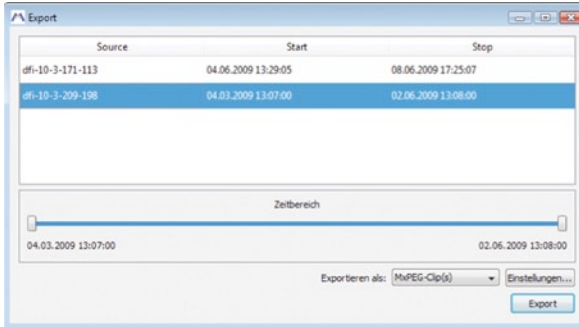 Export
Source Start Stop
dfi-10-3-171-113 04.06.2009 13:29:05 08.06.2009 17:25:07
dfi-10-3-209-198 04.03.2009 13:07:00 02.06.2009 13:08:00
Zeitbereich
04.03.2009 13:07:00 02.06.2009 13:08:00
Exportieren als: MxPEG-Clip(s) Einstellungen...
Export